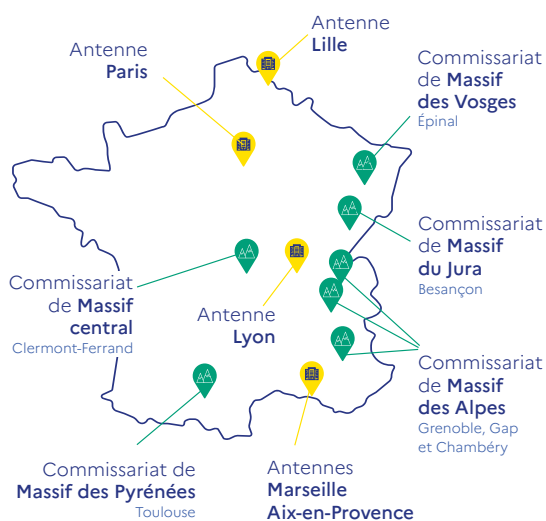 Antenne
Lille
Antenne
Paris
Commissariat
de Massif
des Vosges
Épinal
Commissariat
de Massif
du Jura
Besançon
Commissariat
de Massif
central
Clermont-Ferrand
Antenne
Lyon
Commissariat
de Massif
des Alpes
Grenoble, Gap
et Chambéry
Commissariat de
Massif des Pyrénées
Toulouse
Antennes
Marseille
Aix-en-Provence